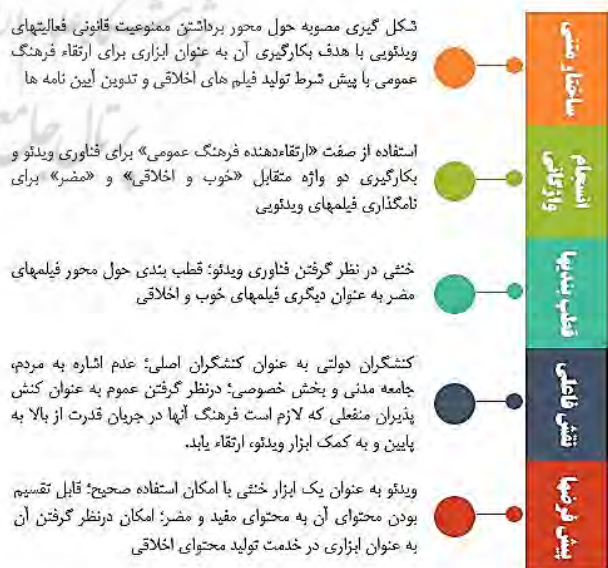 ساختار متنی
شکل گیری مصوبه حول محور برداشتن ممنوعیت قانونی فعالیتهای
ویدئویی با هدف بکارگیری آن به عنوان ابزاری برای ارتقاء فرهنگ
عمومی با پیش شرط تولید فیلم های اخلاقی و تدوین آیین نامه ها
انسجام
واژگانی
استفاده از صفت «ارتقاءدهنده فرهنگ عمومی» برای فناوری ویدئو و
بکارگیری دو واژه متقابل «خوب و اخلاقی» و «مضر» برای
نامگذاری فیلمهای ویدئویی
قطب بندیها
خنثی در نظر گرفتن فناوری ویدئو؛ قطب بندی حول محور فیلمهای
مضر به عنوان دیگری فیلمهای خوب و اخلاقی
نقش فاعلی
کنشگران دولتی به عنوان کنشگران اصلی؛ عدم اشاره به مردم،
جامعه مدنی و بخش خصوصی؛ درنظر گرفتن عموم به عنوان کنش
پذیران منفعلی که لازم است فرهنگ آنها در جریان قدرت از بالا به
پایین و به کمک ابزار ویدئو، ارتقاء یابد.
پیش فرضها
ویدئو به عنوان یک ابزار خنثی با امکان استفاده صحیح؛ قابل تقسیم
بودن محتوای آن به محتوای مفید و مضر؛ امکان درنظر گرفتن آن
به عنوان ابزاری در خدمت تولید محتوای اخلاقی